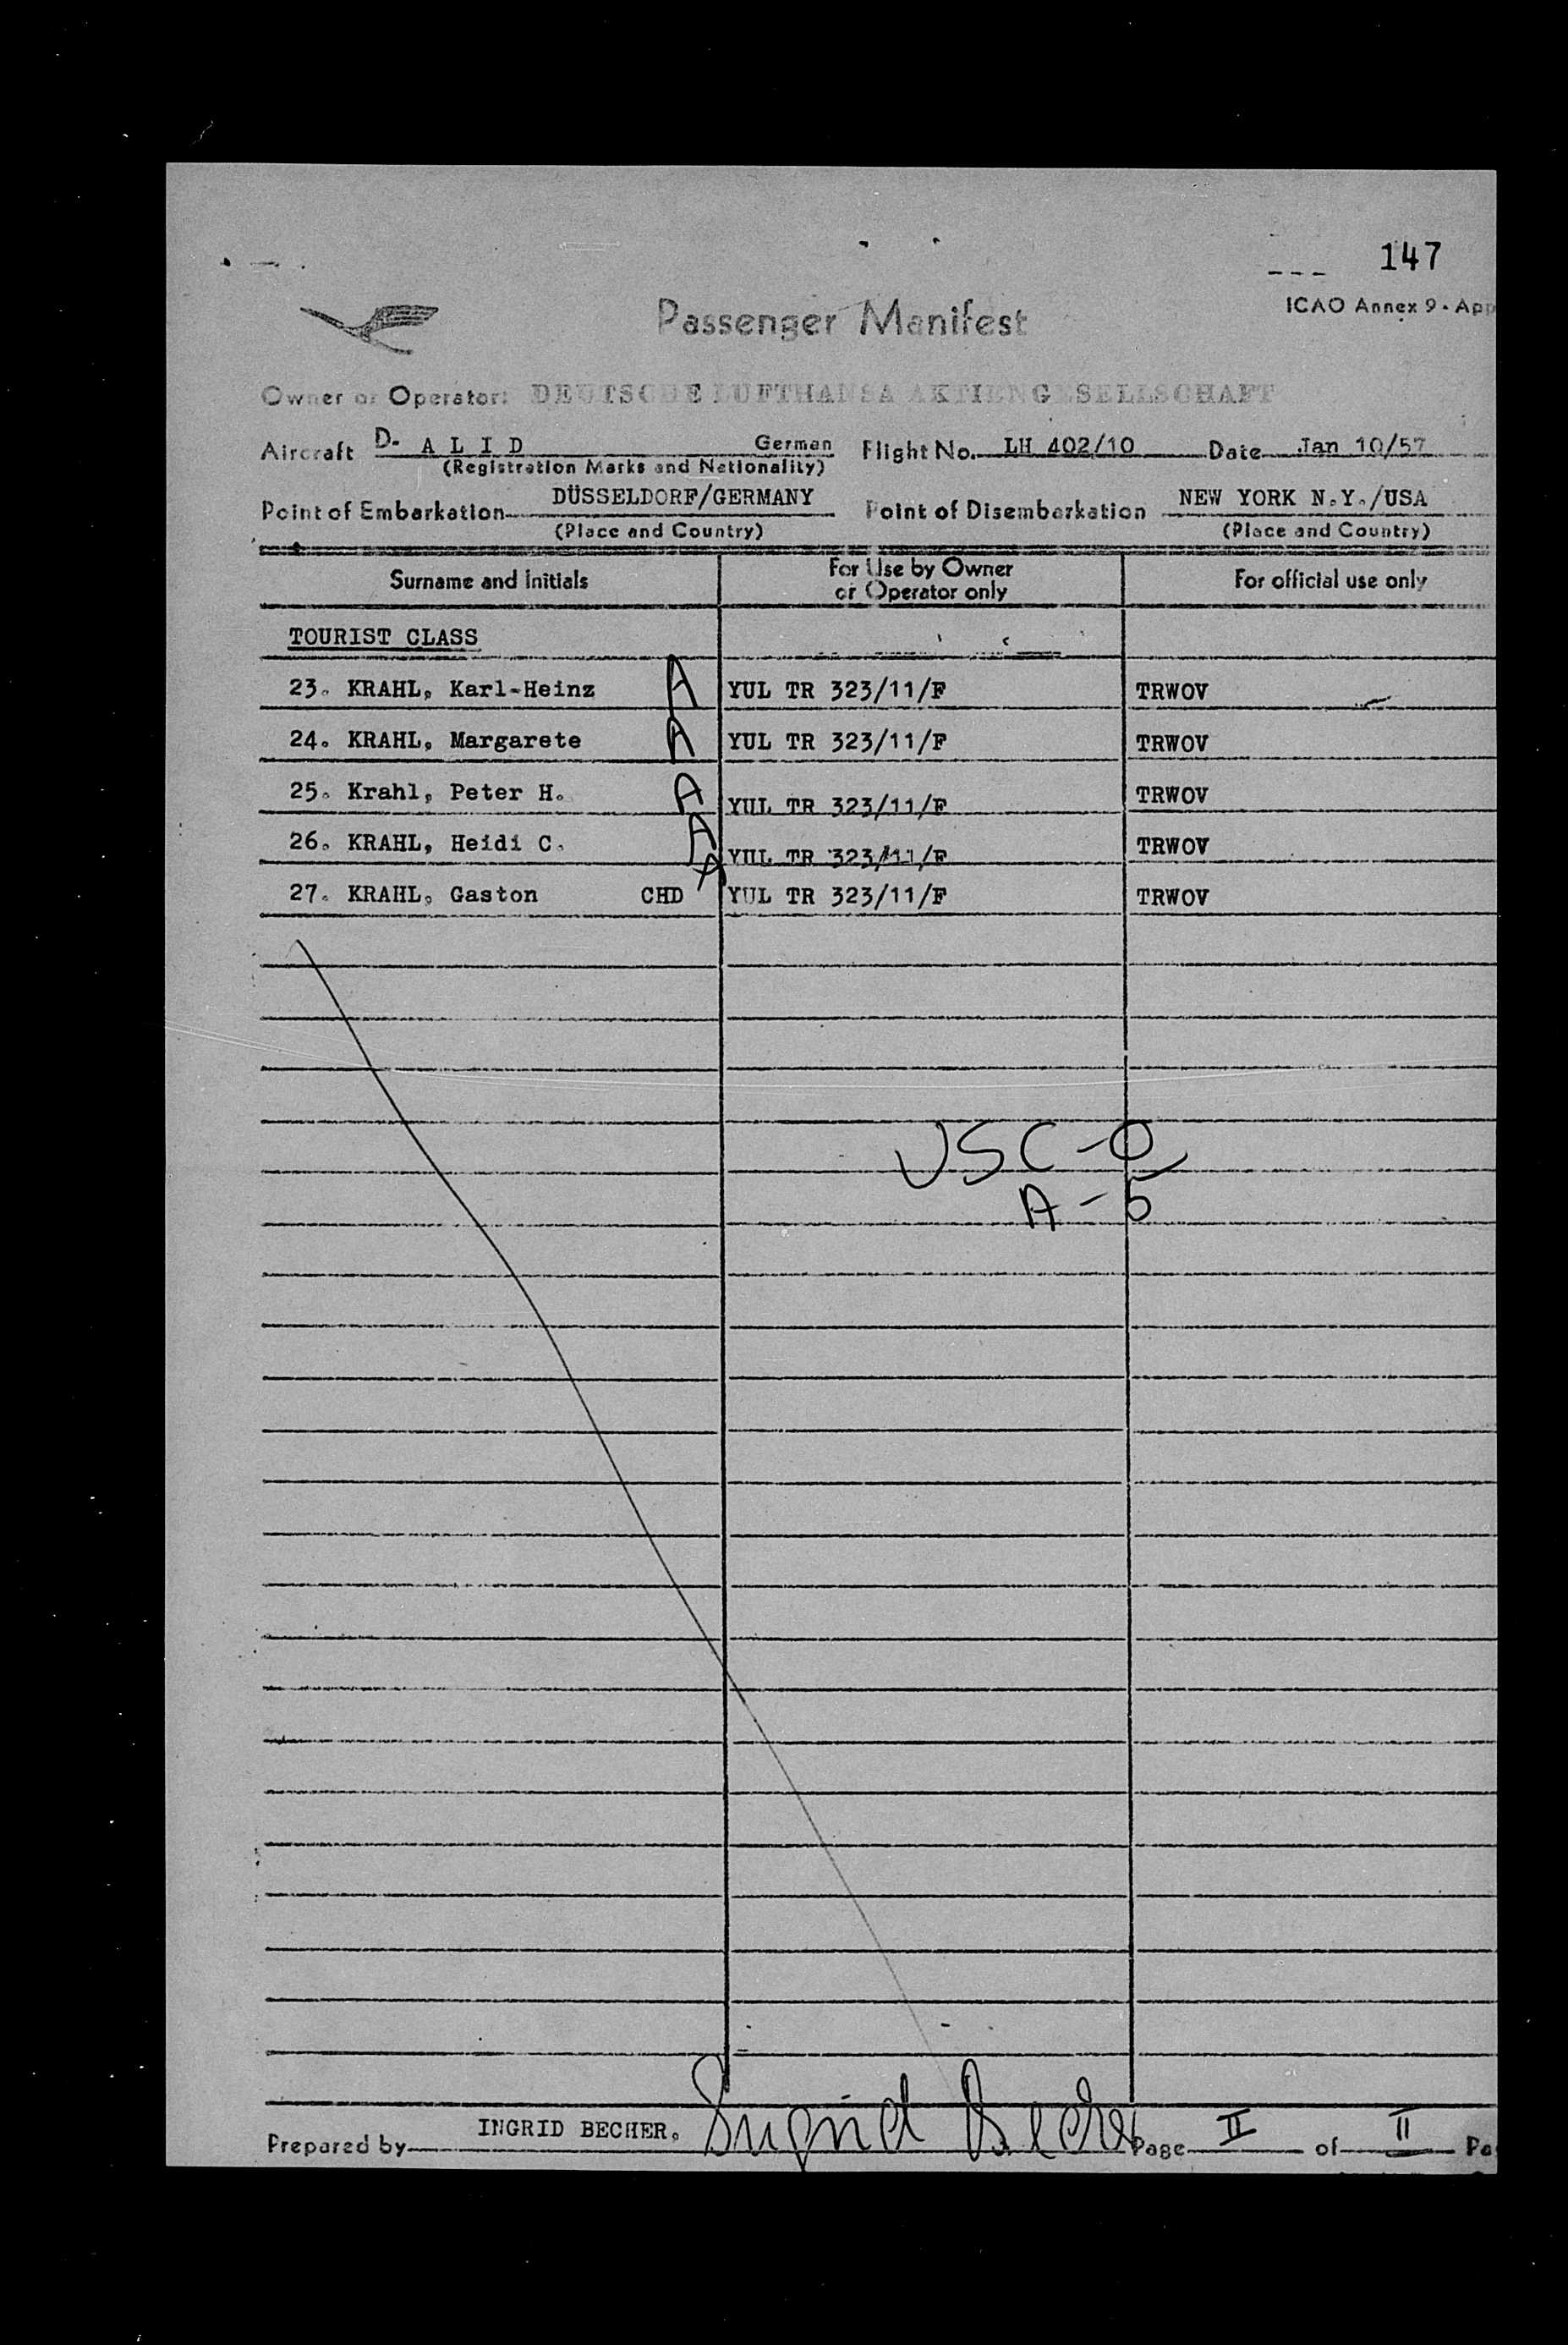 147
ICAO Annex 9 - App
Passenger Manifest
Owner or Operator: DEUTSCHE LUFTHANSA AKTIENGESELLSCHAFT
Aircraft D- A L I D German Flight No. LH 402/10 Date Jan 10/57
(Registration Marks and Nationality)
Point of Embarkation DÜSSELDORF/GERMANY Point of Disembarkation NEW YORK N.Y./USA
(Place and Country) (Place and Country)
Surname and initials For Use by Owner or Operator only For official use only
TOURIST CLASS
23. KRAHL, Karl-Heinz A YUL TR 323/11/F TRWOV
24. KRAHL, Margarete A YUL TR 323/11/F TRWOV
25. Krahl, Peter H. A YUL TR 323/11/F TRWOV
26. KRAHL, Heidi C. A YUL TR 323/11/F TRWOV
27. KRAHL, Gaston CHD A YUL TR 323/11/F TRWOV
USC-0
A-5
Prepared by INGRID BECHER. Ingrid Becher Page II of II Pa